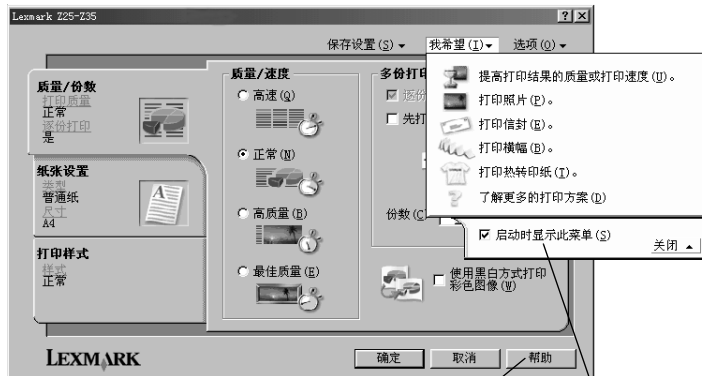 Lexmark Z25-Z35
保存设置(S)
我希望(I)
选项(O)
质量/份数
打印质量
正常
逐份打印
是
纸张设置
类型
普通纸
尺寸
A4
打印样式
样式
正常
质量/速度
高速(Q)
正常(N)
高质量(B)
最佳质量(E)
多份打印
逐份
先打
份数(C)
使用黑白方式打印
彩色图像(W)
提高打印结果的质量或打印速度(U)。
打印照片(P)。
打印信封(E)。
打印横幅(B)。
打印热转印纸(I)。
了解更多的打印方案(D)
启动时显示此菜单(S)
关闭
LEXMARK
确定
取消
帮助